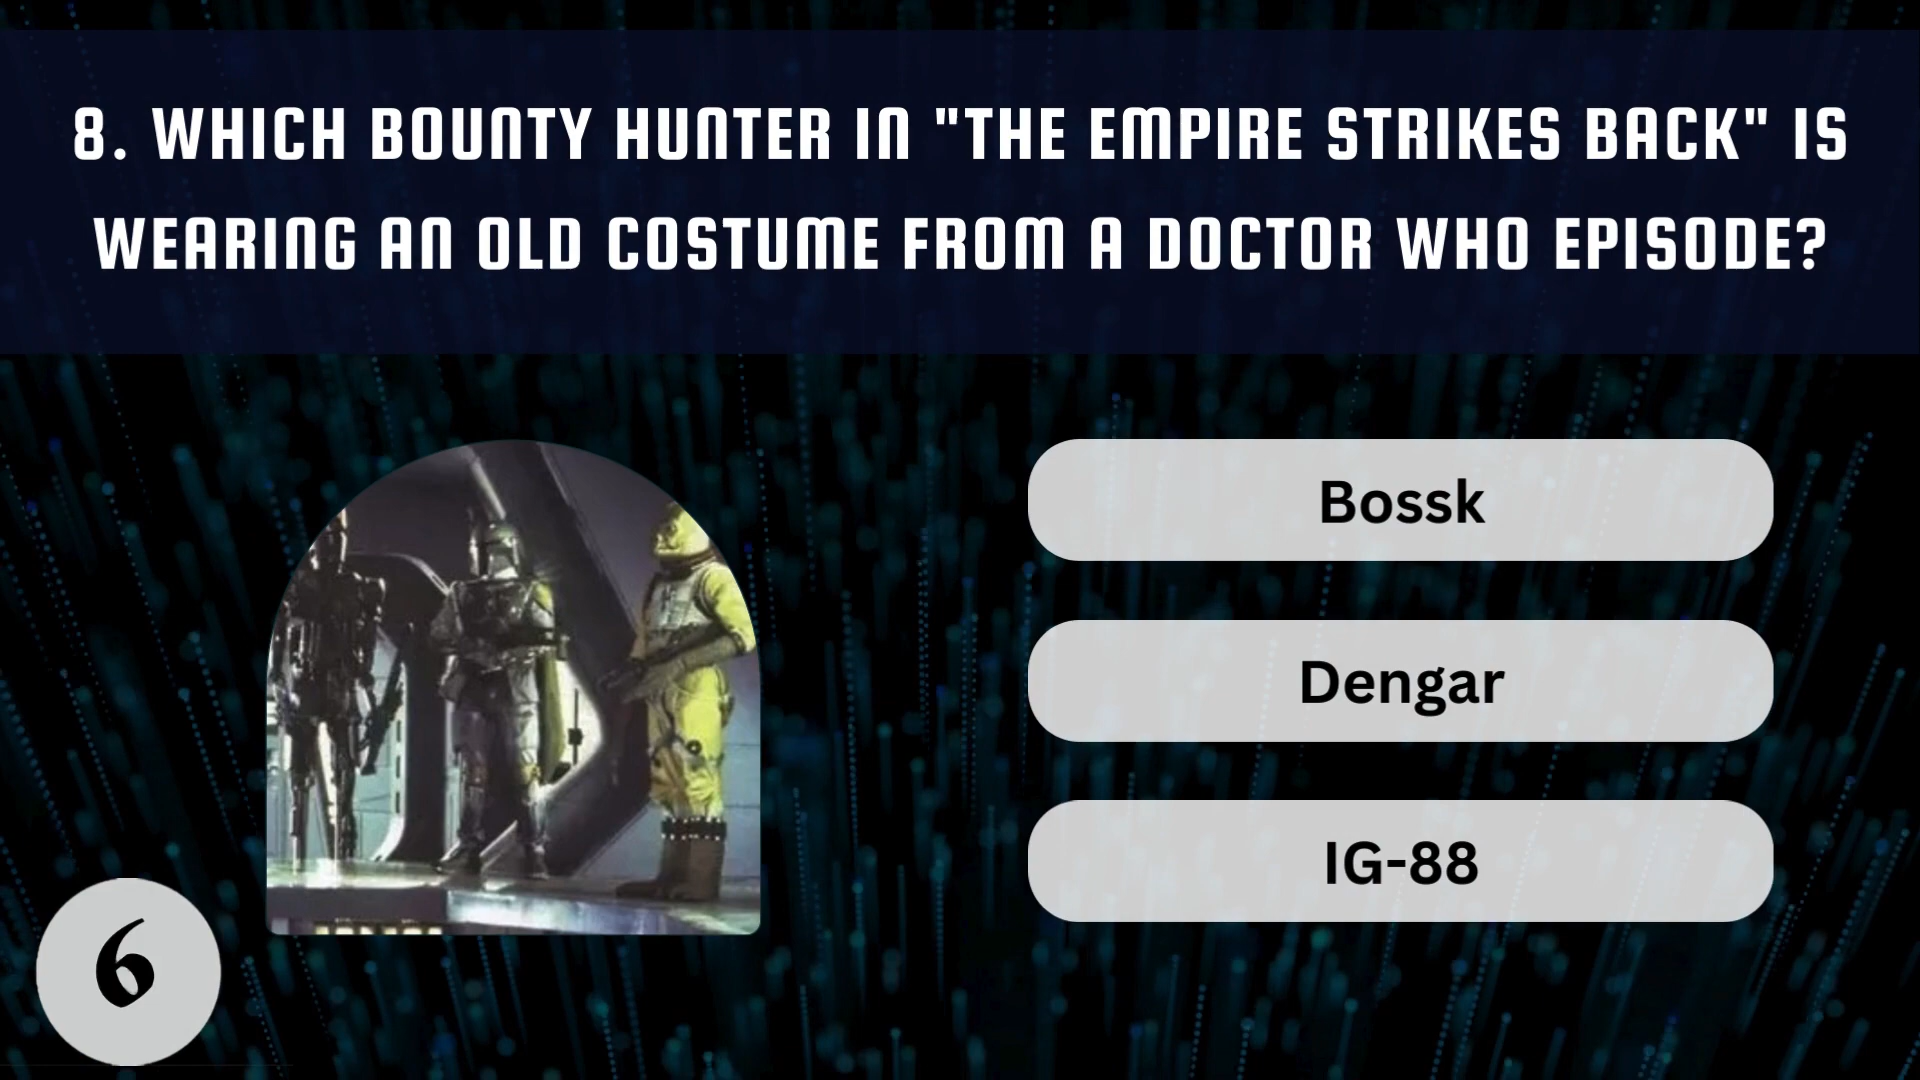 8. WHICH BOUNTY HUNTER IN "THE EMPIRE STRIKES BACK" IS
WEARING AN OLD COSTUME FROM A DOCTOR WHO EPISODE?
Bossk
Dengar
IG-88
6